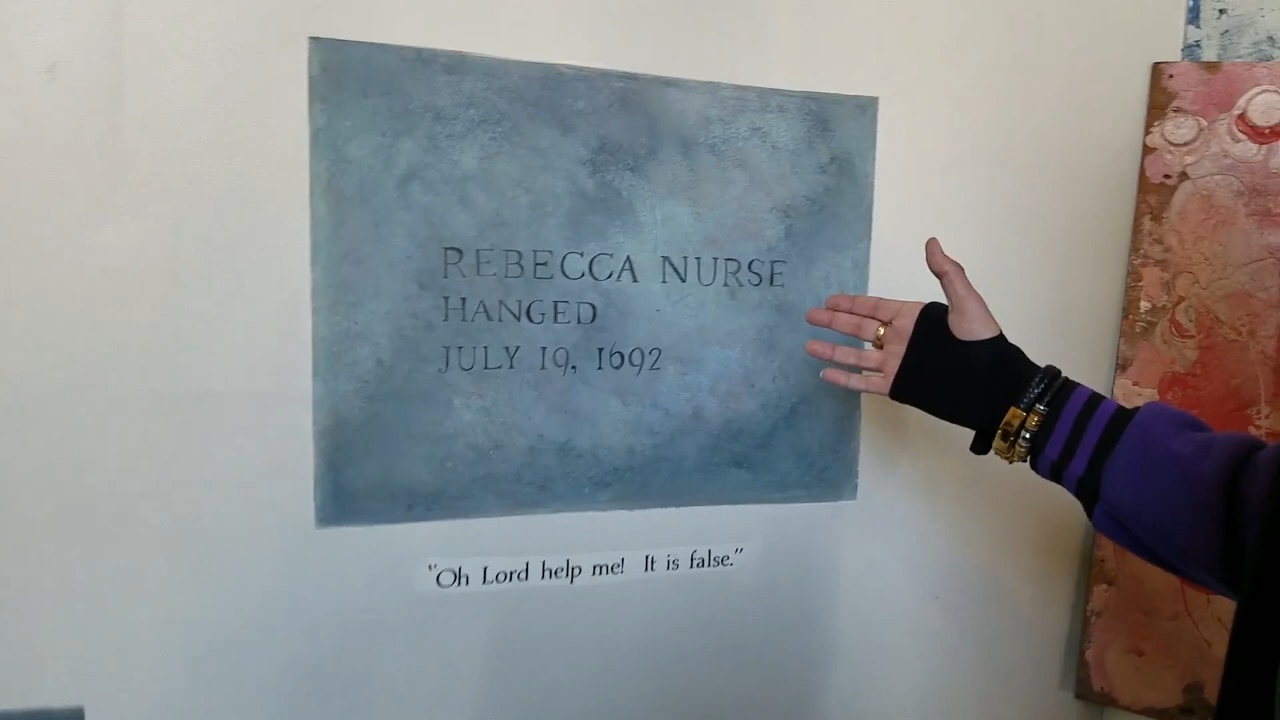 REBECCA NURSE
HANGED
JULY 19, 1692
"Oh Lord help me! It is false."